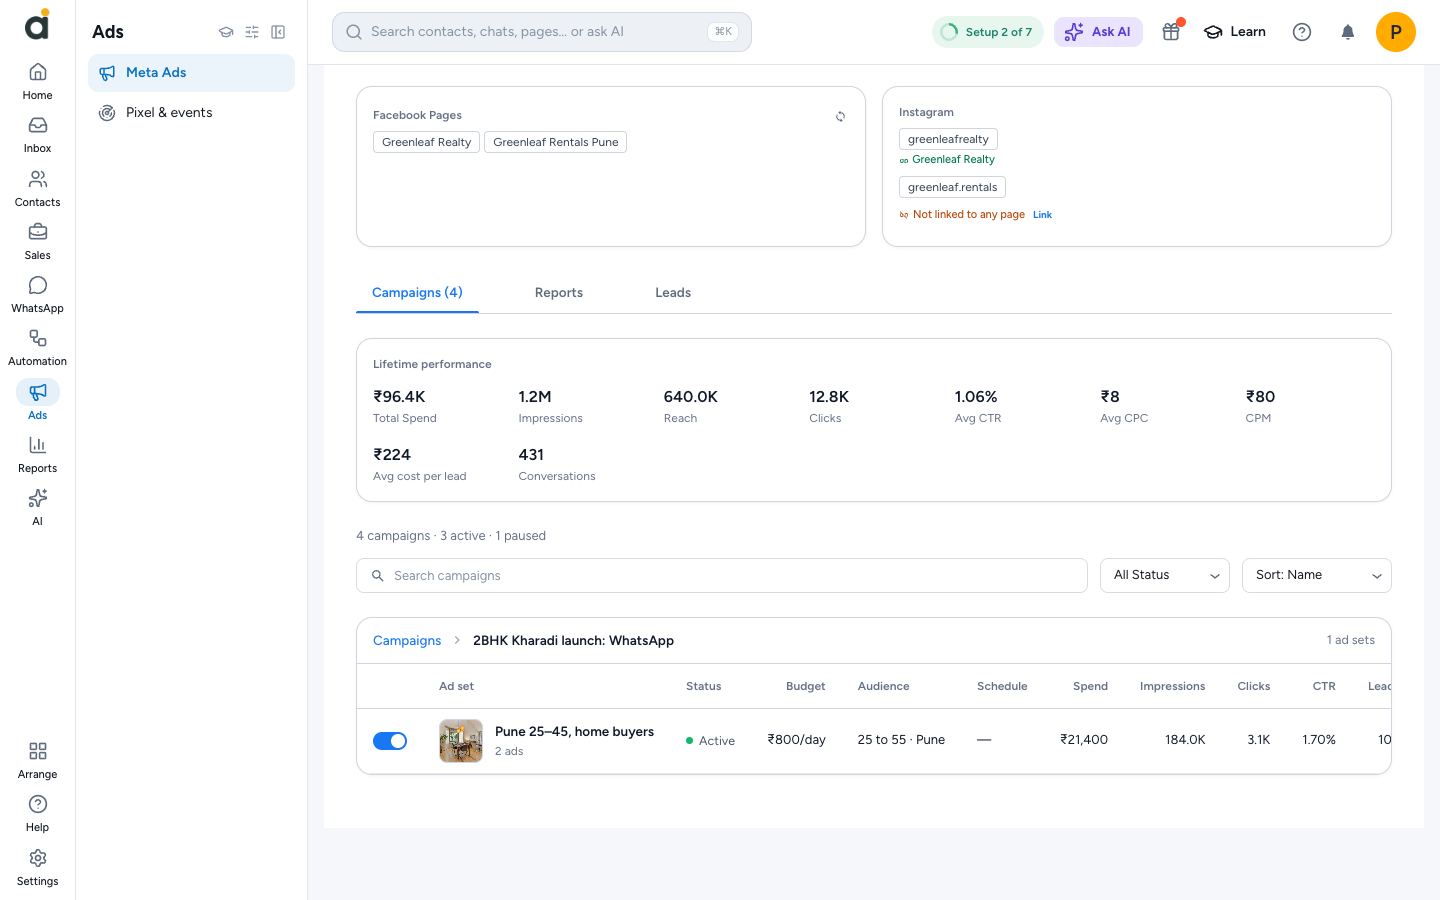 Ads
Search contacts, chats, pages... or ask AI
⌘K
Setup 2 of 7
Ask AI
Learn
P
Home
Inbox
Contacts
Sales
WhatsApp
Automation
Ads
Reports
AI
Arrange
Help
Settings
Meta Ads
Pixel & events
Facebook Pages
Greenleaf Realty
Greenleaf Rentals Pune
Instagram
greenleafrealty
Greenleaf Realty
greenleaf.rentals
Not linked to any page Link
Campaigns (4)
Reports
Leads
Lifetime performance
₹96.4K
Total Spend
1.2M
Impressions
640.0K
Reach
12.8K
Clicks
1.06%
Avg CTR
₹8
Avg CPC
₹80
CPM
₹224
Avg cost per lead
431
Conversations
4 campaigns · 3 active · 1 paused
Search campaigns
All Status
Sort: Name
Campaigns > 2BHK Kharadi launch: WhatsApp
1 ad sets
Ad set Status Budget Audience Schedule Spend Impressions Clicks CTR
Pune 25–45, home buyers
2 ads
Active ₹800/day 25 to 55 · Pune — ₹21,400 184.0K 3.1K 1.70%